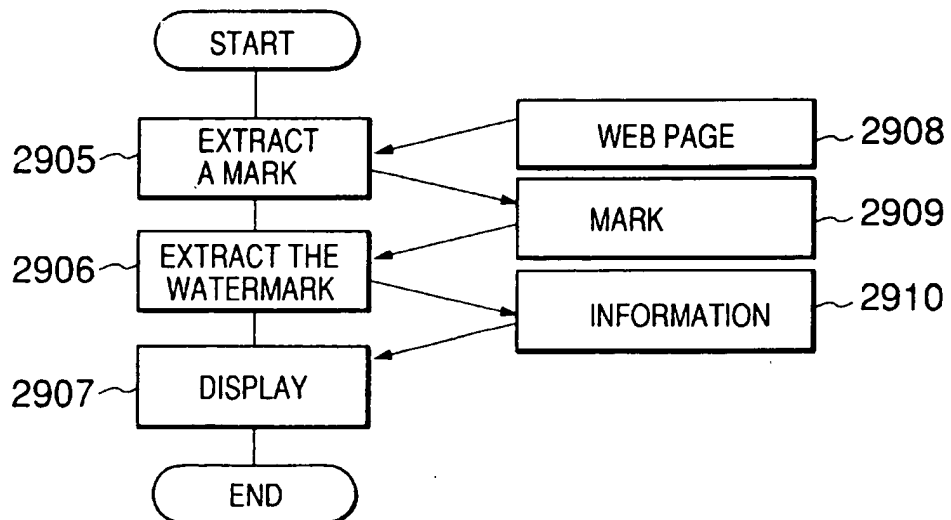 START
2905
EXTRACT
A MARK
WEB PAGE
2908
MARK
2909
2906
EXTRACT THE
WATERMARK
INFORMATION
2910
2907
DISPLAY
END